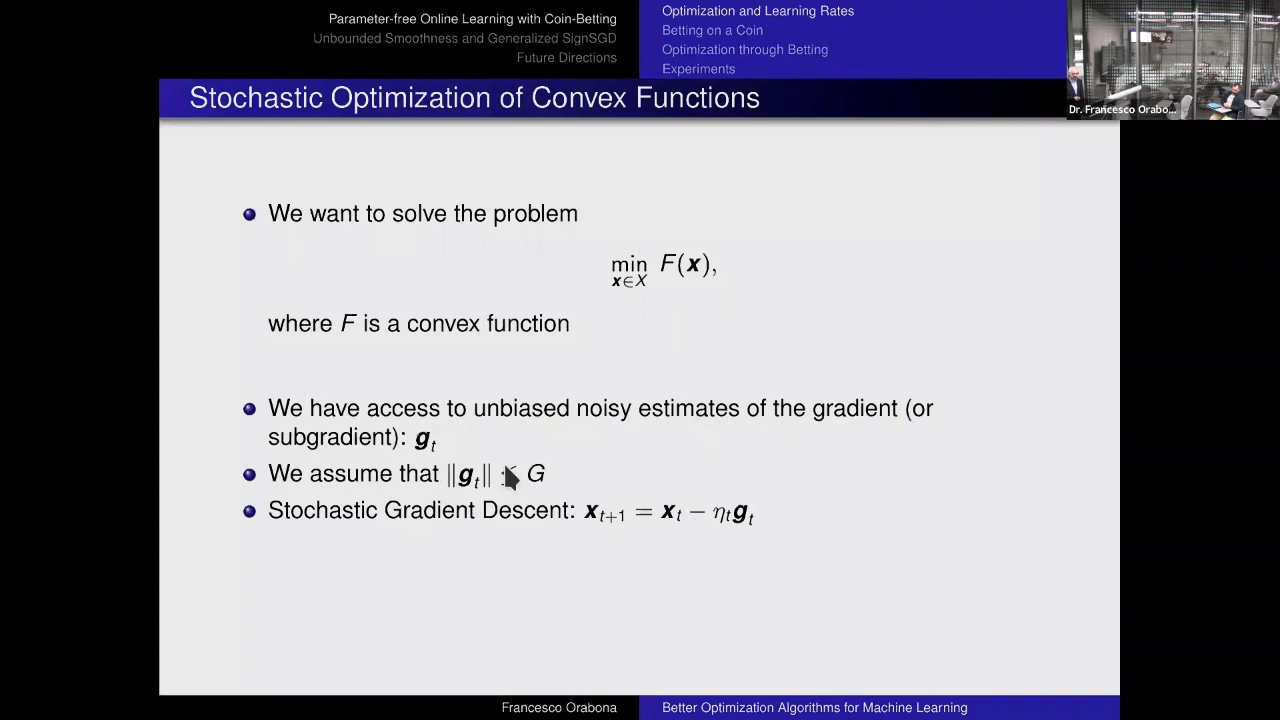 Parameter-free Online Learning with Coin-Betting
Unbounded Smoothness and Generalized SignSGD
Future Directions
Optimization and Learning Rates
Betting on a Coin
Optimization through Betting
Experiments
Dr. Francesco Orabo...
Stochastic Optimization of Convex Functions
We want to solve the problem
min F(x),
x∈X
where F is a convex function
We have access to unbiased noisy estimates of the gradient (or
subgradient): g_t
We assume that ‖g_t‖ ≤ G
Stochastic Gradient Descent: x_{t+1} = x_t − η_t g_t
Francesco Orabona
Better Optimization Algorithms for Machine Learning